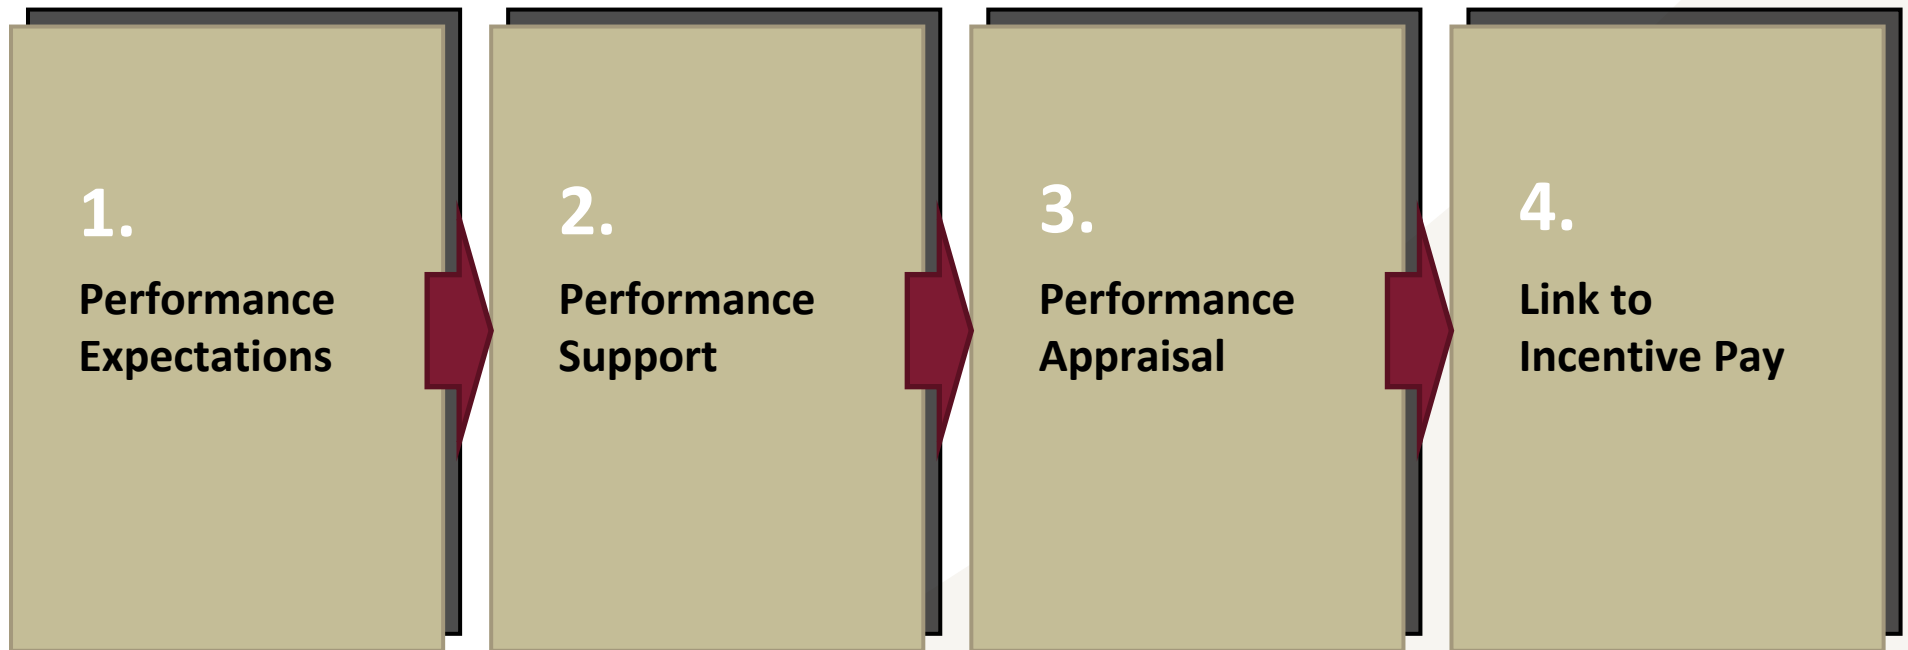 1.
Performance
Expectations
2.
Performance
Support
3.
Performance
Appraisal
4.
Link to
Incentive Pay